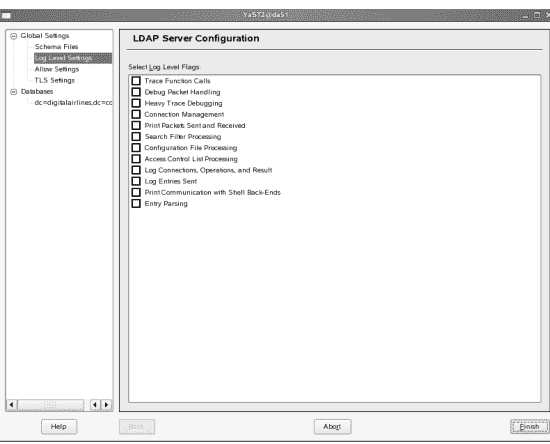 YaST2@da51
Global Settings
Schema Files
Log Level Settings
Allow Settings
TLS Settings
Databases
dc=digitalairlines,dc=co
LDAP Server Configuration
Select Log Level Flags:
Trace Function Calls
Debug Packet Handling
Heavy Trace Debugging
Connection Management
Print Packets Sent and Received
Search Filter Processing
Configuration File Processing
Access Control List Processing
Log Connections, Operations, and Result
Log Entries Sent
Print Communication with Shell Back-Ends
Entry Parsing
Help
Back
Abort
Finish